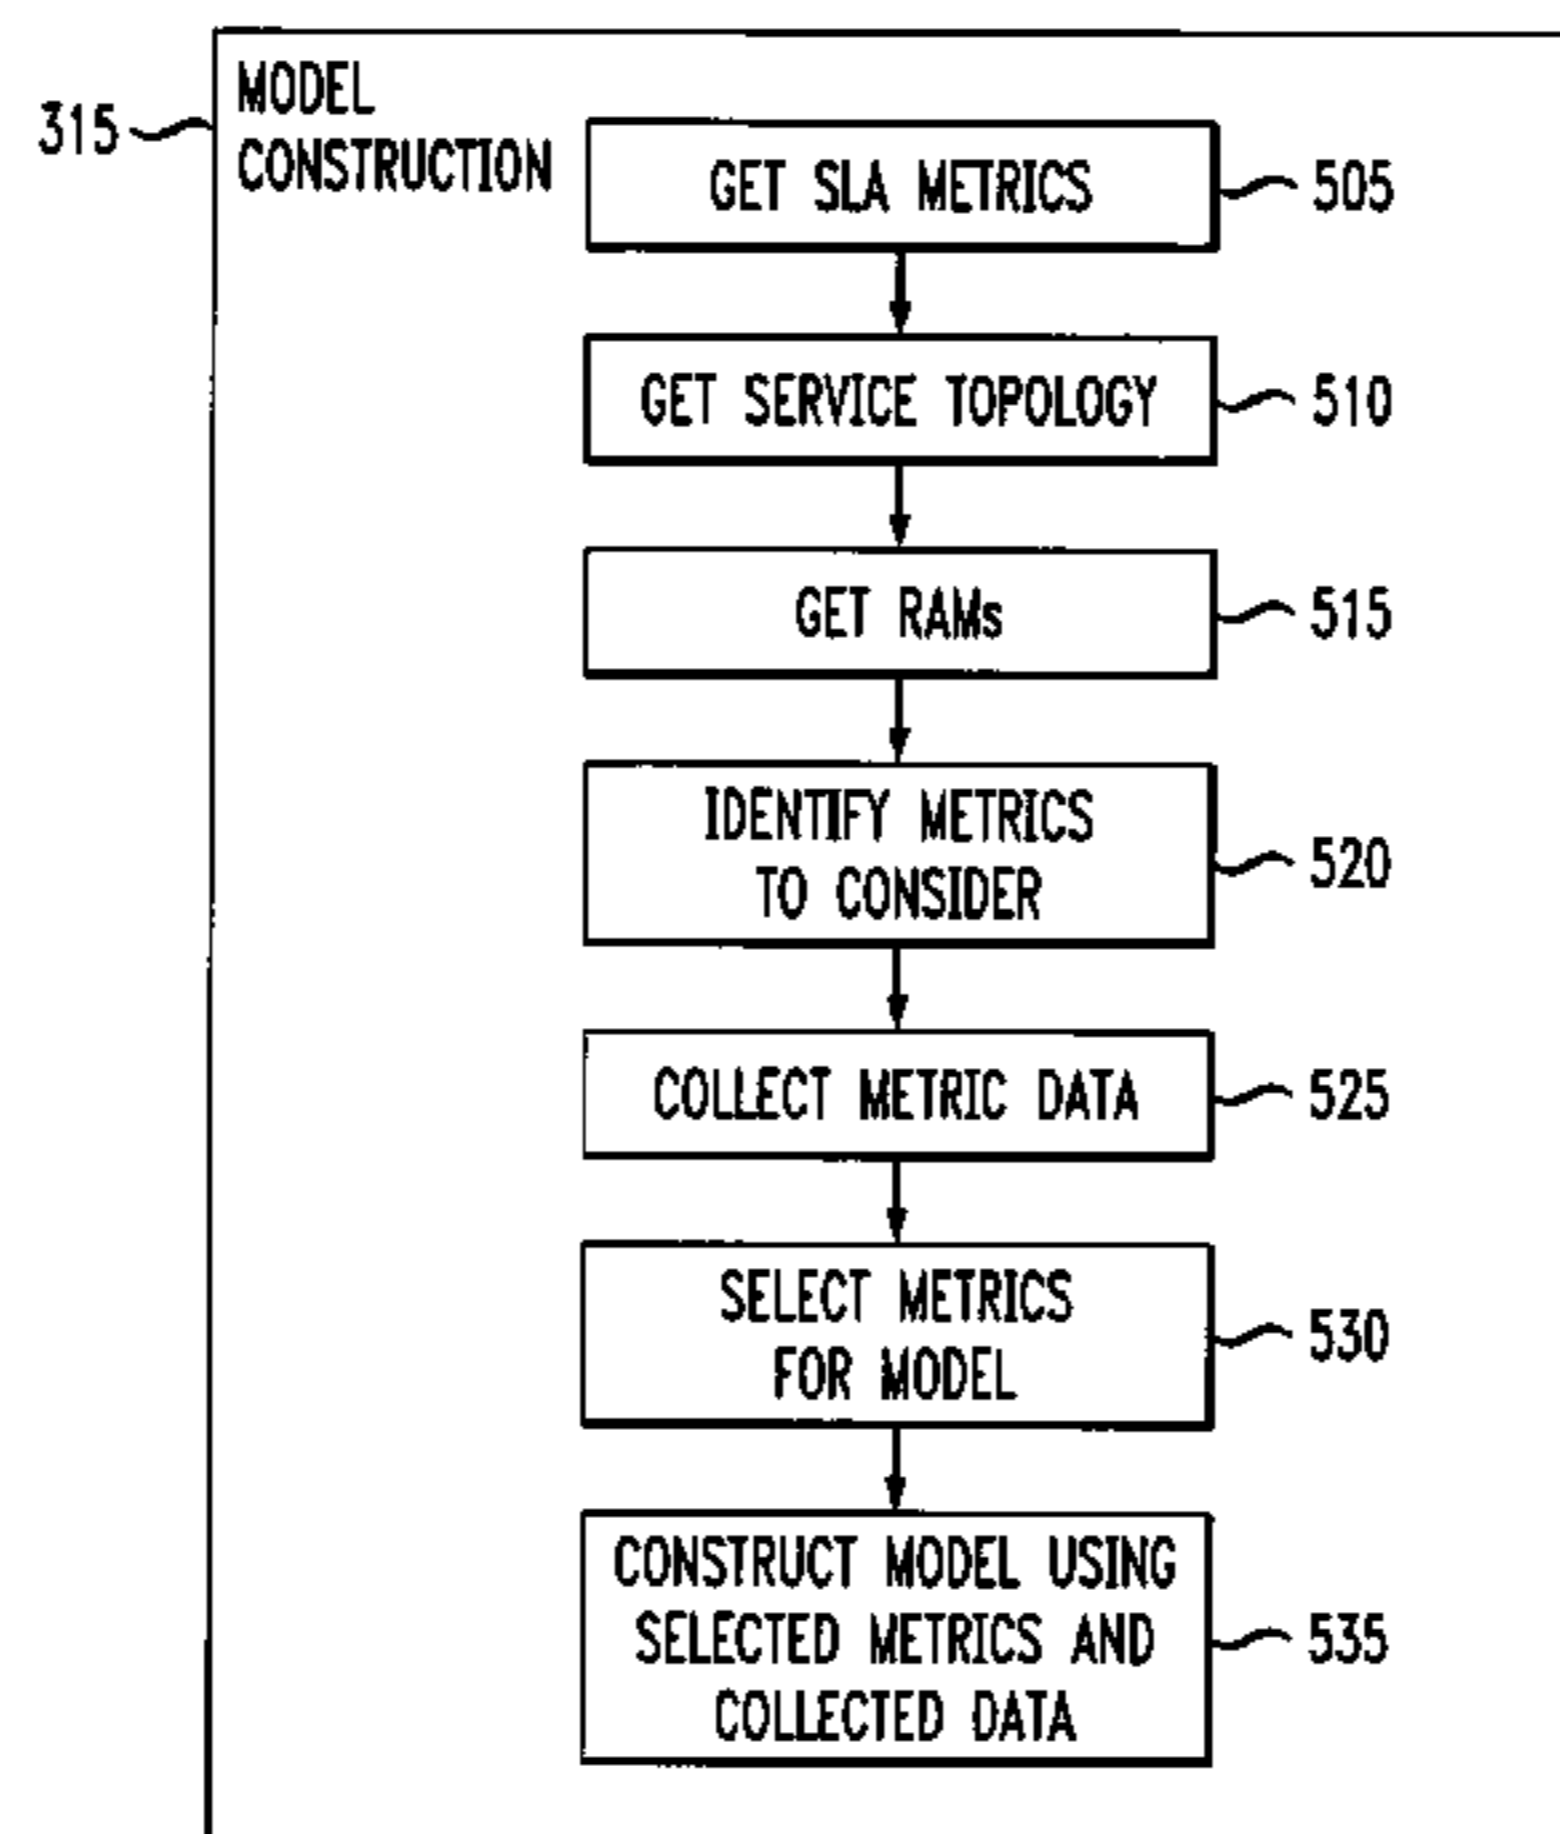 MODEL
CONSTRUCTION
315
GET SLA METRICS
505
GET SERVICE TOPOLOGY
510
GET RAMs
515
IDENTIFY METRICS
TO CONSIDER
520
COLLECT METRIC DATA
525
SELECT METRICS
FOR MODEL
530
CONSTRUCT MODEL USING
SELECTED METRICS AND
COLLECTED DATA
535